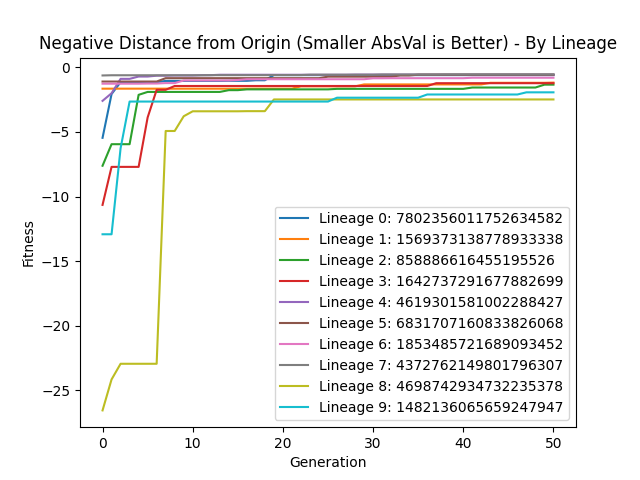 Negative Distance from Origin (Smaller AbsVal is Better) - By Lineage
0
−5
−10
−15
−20
−25
Fitness
Lineage 0: 7802356011752634582
Lineage 1: 1569373138778933338
Lineage 2: 858886616455195526
Lineage 3: 1642737291677882699
Lineage 4: 4619301581002288427
Lineage 5: 6831707160833826068
Lineage 6: 1853485721689093452
Lineage 7: 4372762149801796307
Lineage 8: 4698742934732235378
Lineage 9: 1482136065659247947
0 10 20 30 40 50
Generation